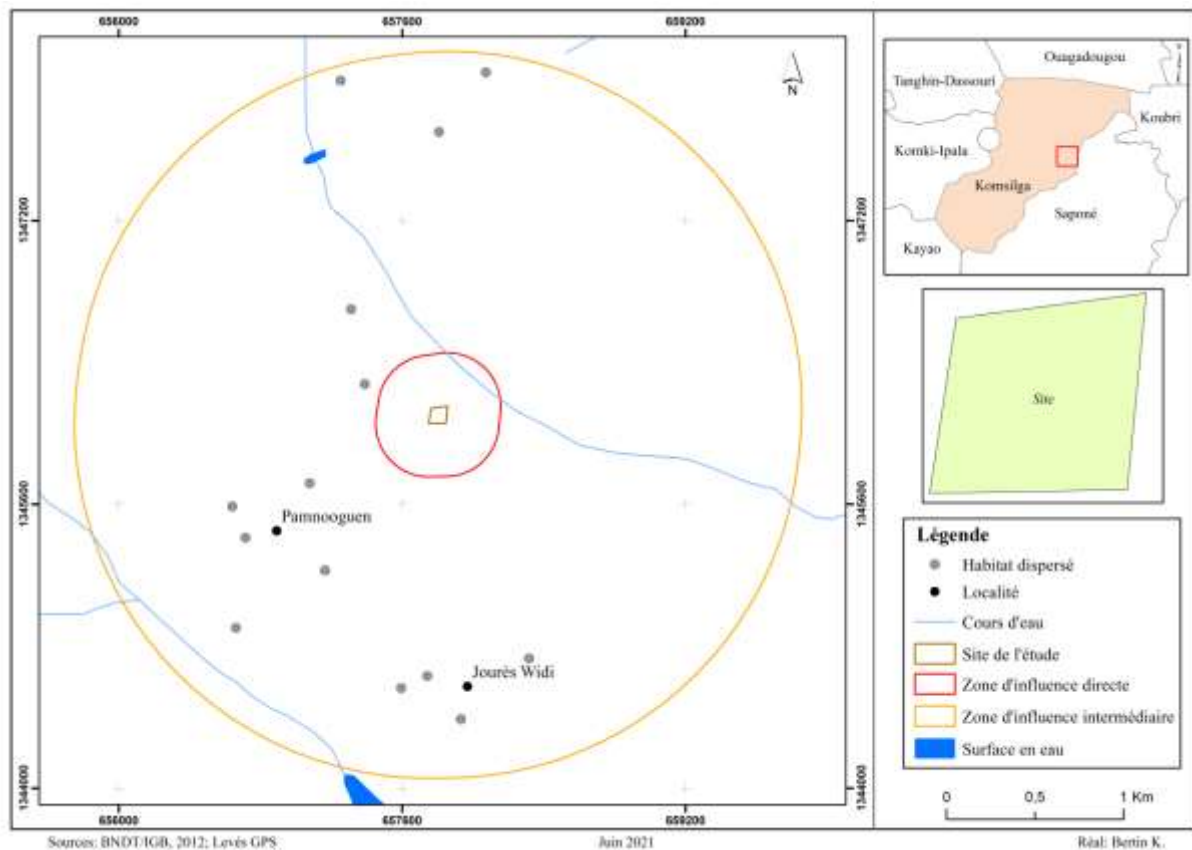 656000
657600
659200
1347200
1345600
1344000
1347200
1345600
1344000
N
Pamnooguen
Jourès Widi
656000
657600
659200
Ouagadougou
Tanghin-Dassouri
Koubri
Komki-Ipala
Komsilga
Saponé
Kayao
Site
Légende
Habitat dispersé
Localité
Cours d'eau
Site de l'étude
Zone d'influence directe
Zone d'influence intermédiaire
Surface en eau
0 0,5 1 Km
Sources: BNDT/IGB, 2012; Levés GPS Juin 2021 Réal: Bertin K.